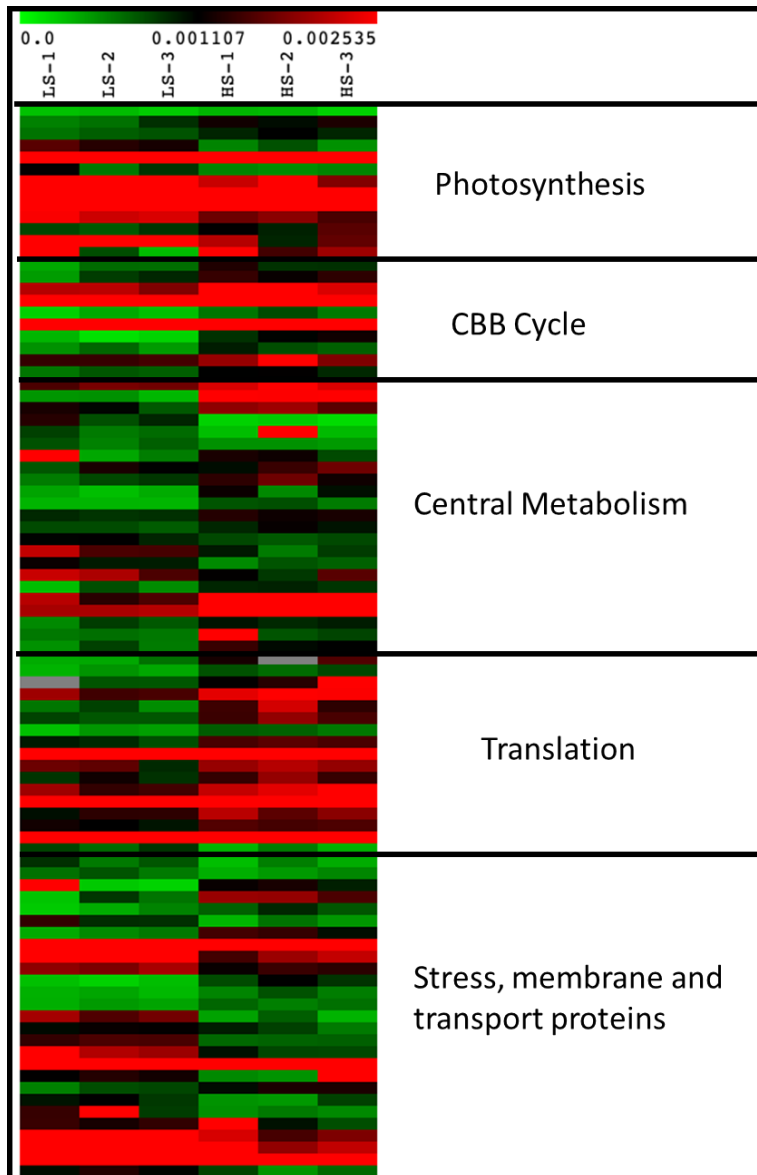 0.0 0.001107 0.002535
LS-1 LS-2 LS-3 HS-1 HS-2 HS-3
Photosynthesis
CBB Cycle
Central Metabolism
Translation
Stress, membrane and
transport proteins